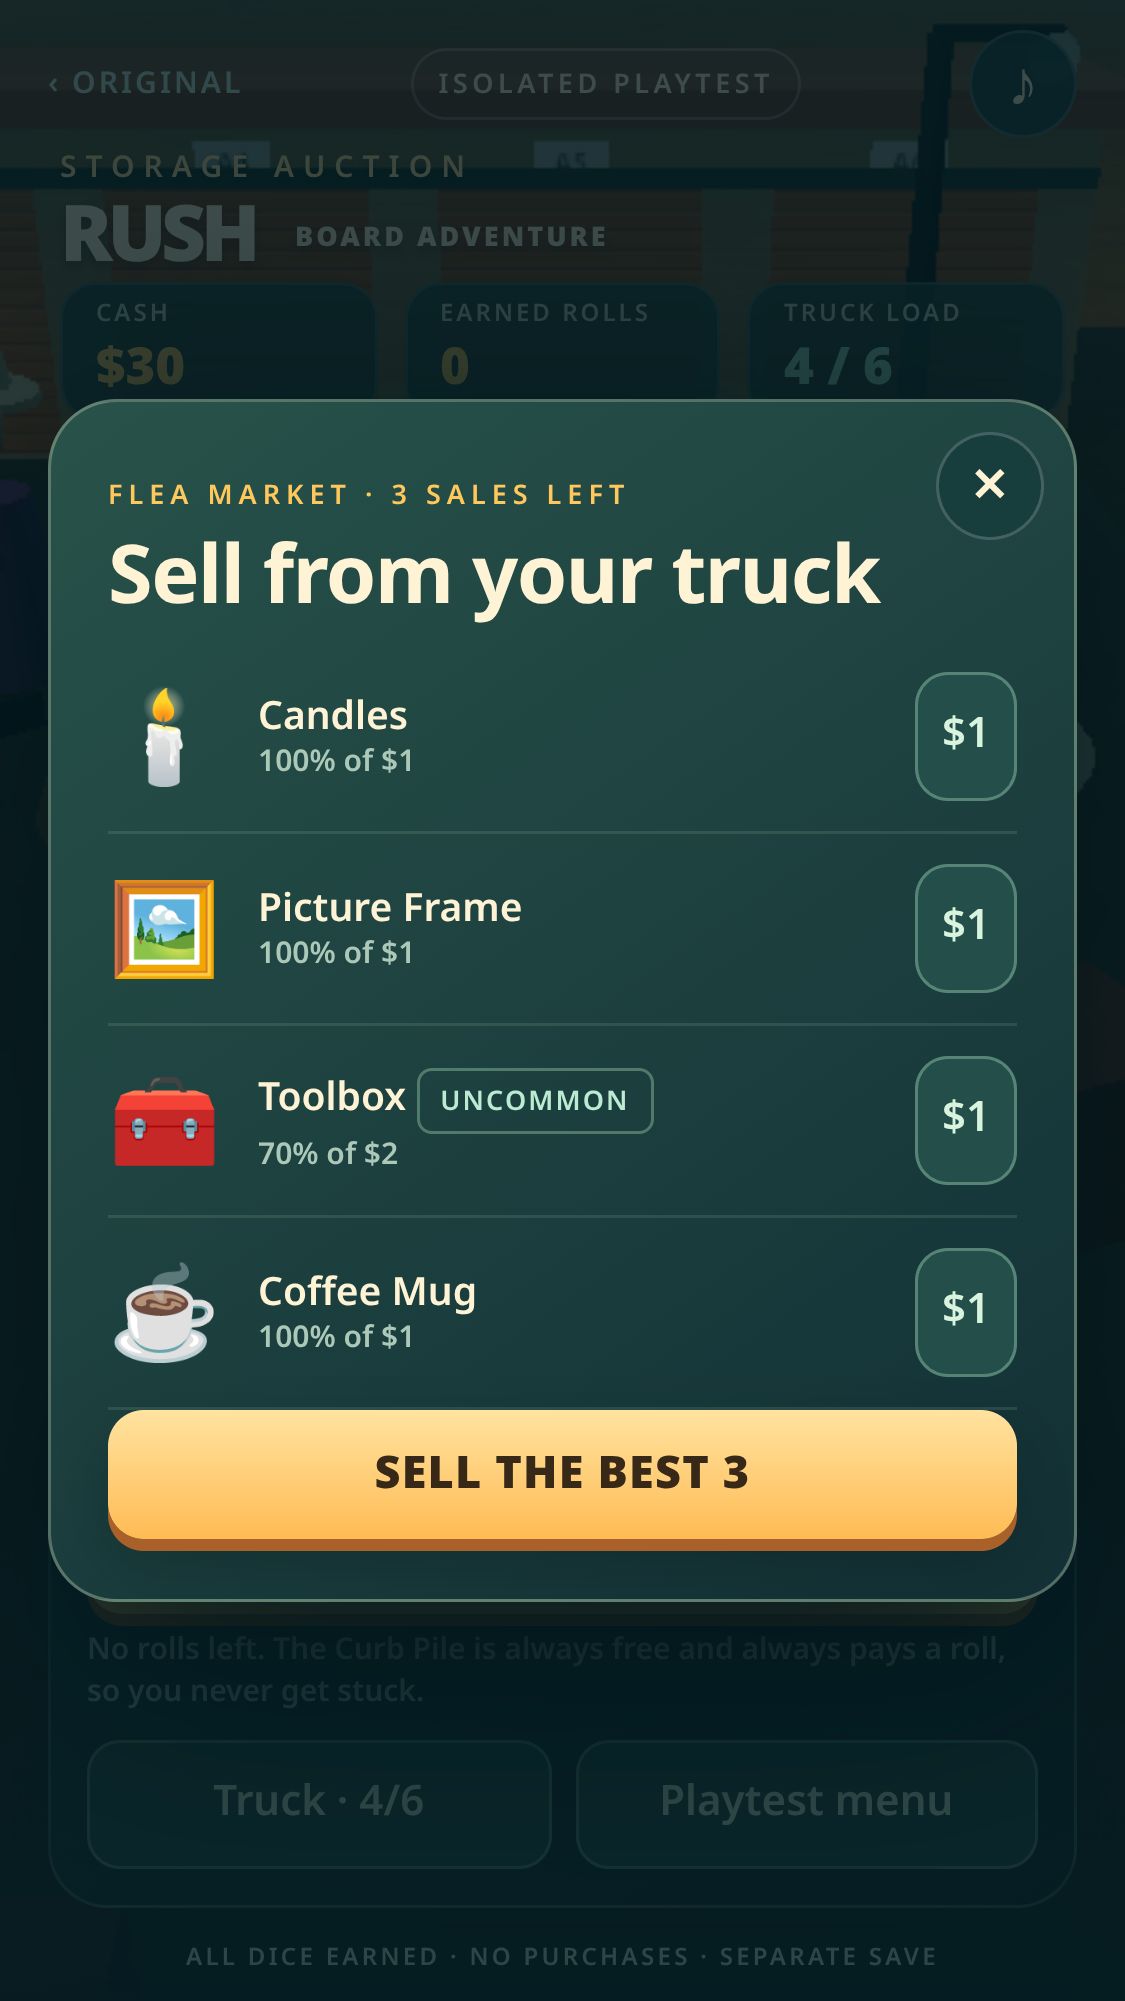 ‹ ORIGINAL
ISOLATED PLAYTEST
♪
A5
STORAGE AUCTION
RUSH BOARD ADVENTURE
CASH
EARNED ROLLS
TRUCK LOAD
$30
0
4 / 6
FLEA MARKET · 3 SALES LEFT
✕
Sell from your truck
Candles
100% of $1
$1
Picture Frame
100% of $1
$1
Toolbox UNCOMMON
70% of $2
$1
Coffee Mug
100% of $1
$1
SELL THE BEST 3
No rolls left. The Curb Pile is always free and always pays a roll,
so you never get stuck.
Truck · 4/6
Playtest menu
ALL DICE EARNED · NO PURCHASES · SEPARATE SAVE